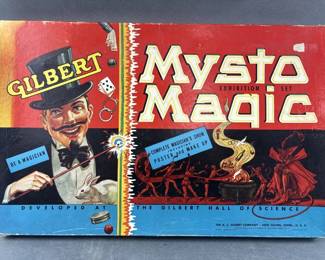 GILBERT
Mysto
EXHIBITION SET
Magic
BE A MAGICIAN
COMPLETE MAGICIAN'S SHOW
POSTER AND MAKE UP
DEVELOPED AT THE GILBERT HALL OF SCIENCE
THE A. C. GILBERT COMPANY - NEW HAVEN, CONN., U. S. A.